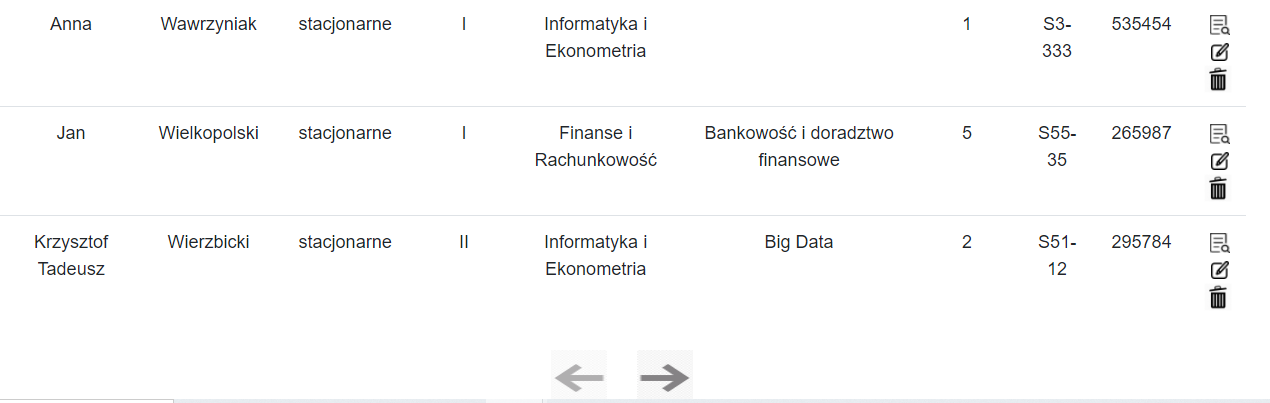 Anna Wawrzyniak stacjonarne I Informatyka i 1 S3- 535454
Ekonometria 333
Jan Wielkopolski stacjonarne I Finanse i Bankowość i doradztwo 5 S55- 265987
Rachunkowość finansowe 35
Krzysztof Wierzbicki stacjonarne II Informatyka i Big Data 2 S51- 295784
Tadeusz Ekonometria 12